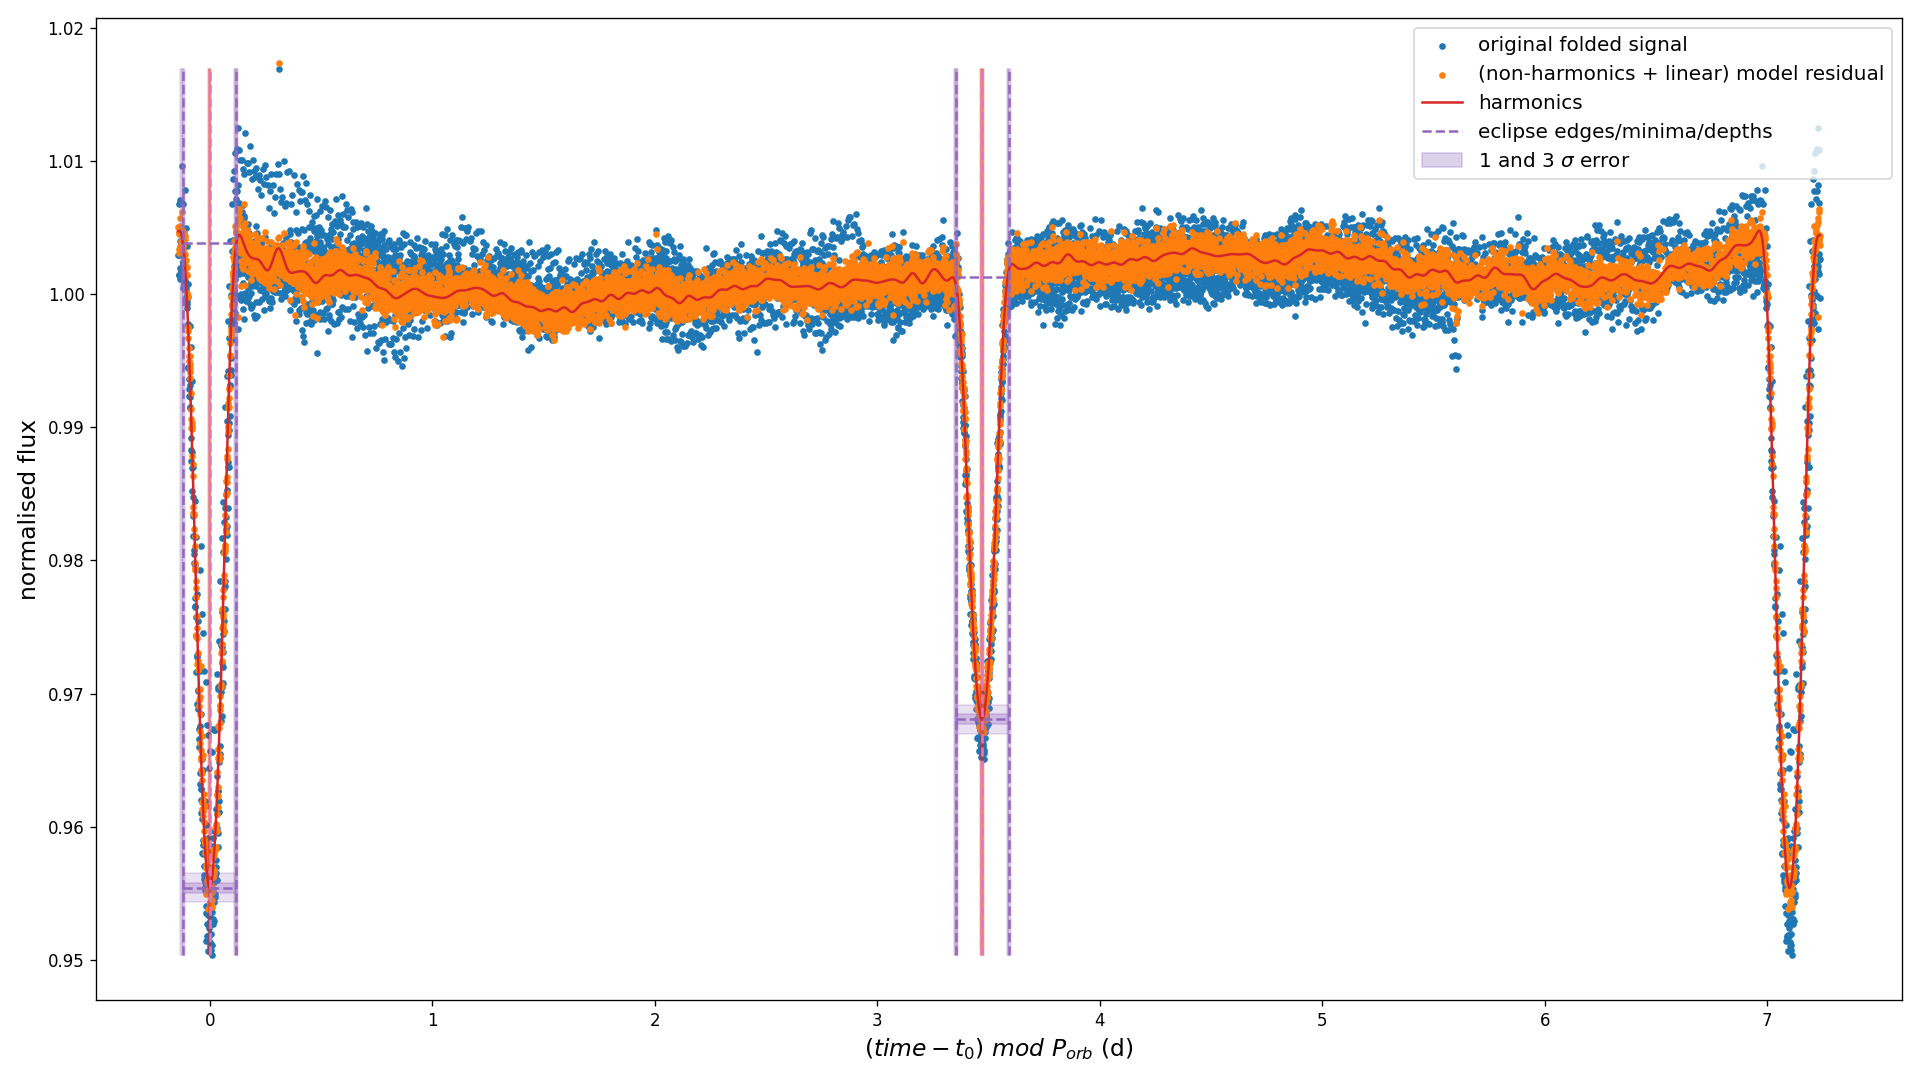 1.02
1.01
1.00
0.99
0.98
0.97
0.96
0.95
normalised flux
original folded signal
(non-harmonics + linear) model residual
harmonics
eclipse edges/minima/depths
1 and 3 σ error
0 1 2 3 4 5 6 7
(time − t₀) mod Pₒᵣb (d)